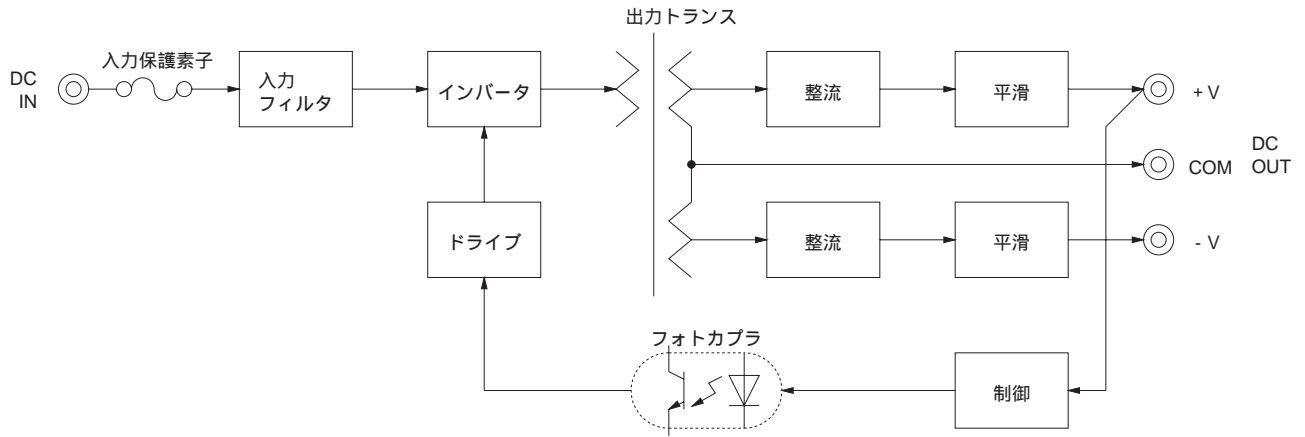 出力トランス
入力保護素子
DC
IN
入力
フィルタ
インバータ
整流
平滑
+ V
COM
DC
OUT
ドライブ
整流
平滑
- V
フォトカプラ
制御